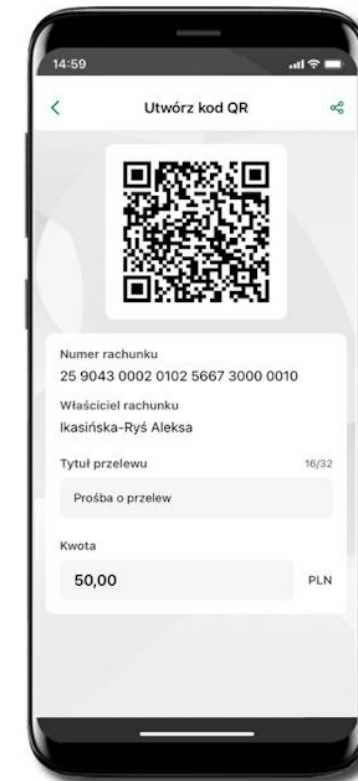 14:59
Utwórz kod QR
Numer rachunku
25 9043 0002 0102 5667 3000 0010
Właściciel rachunku
Ikasińska-Ryś Aleksa
Tytuł przelewu 16/32
Prośba o przelew
Kwota
50,00 PLN